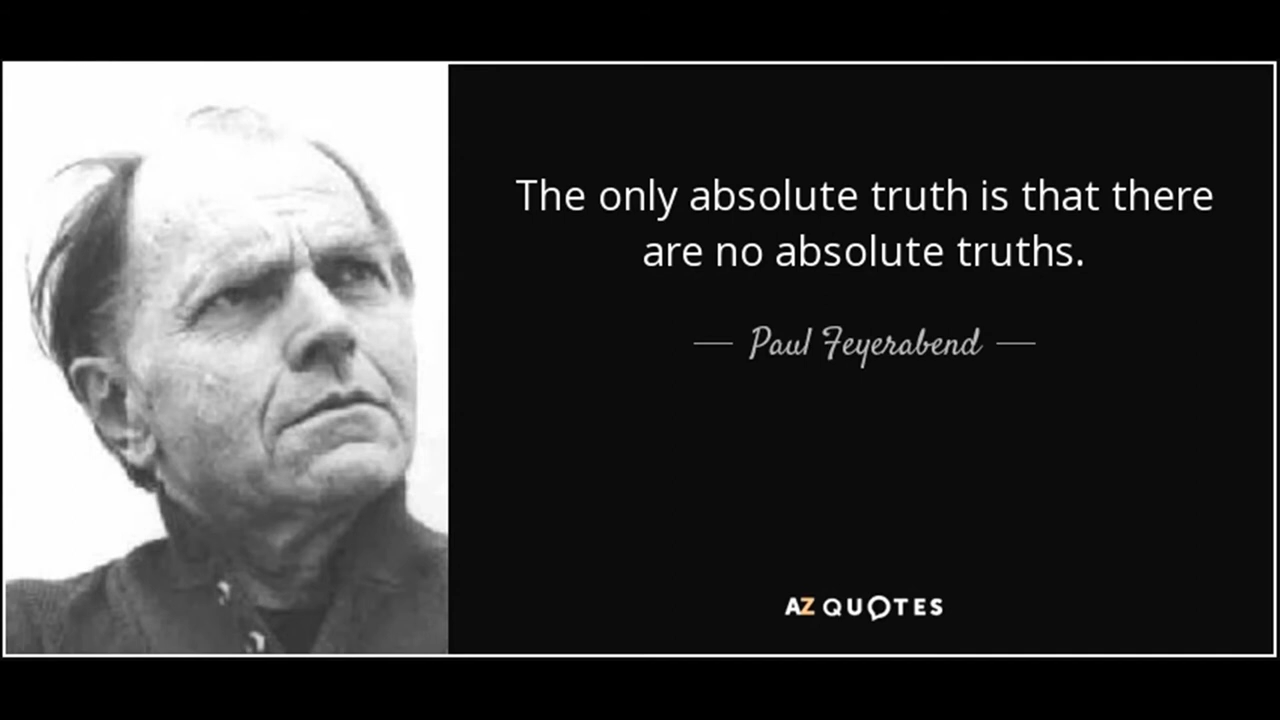 The only absolute truth is that there
are no absolute truths.
— Paul Feyerabend —
AZ QUOTES